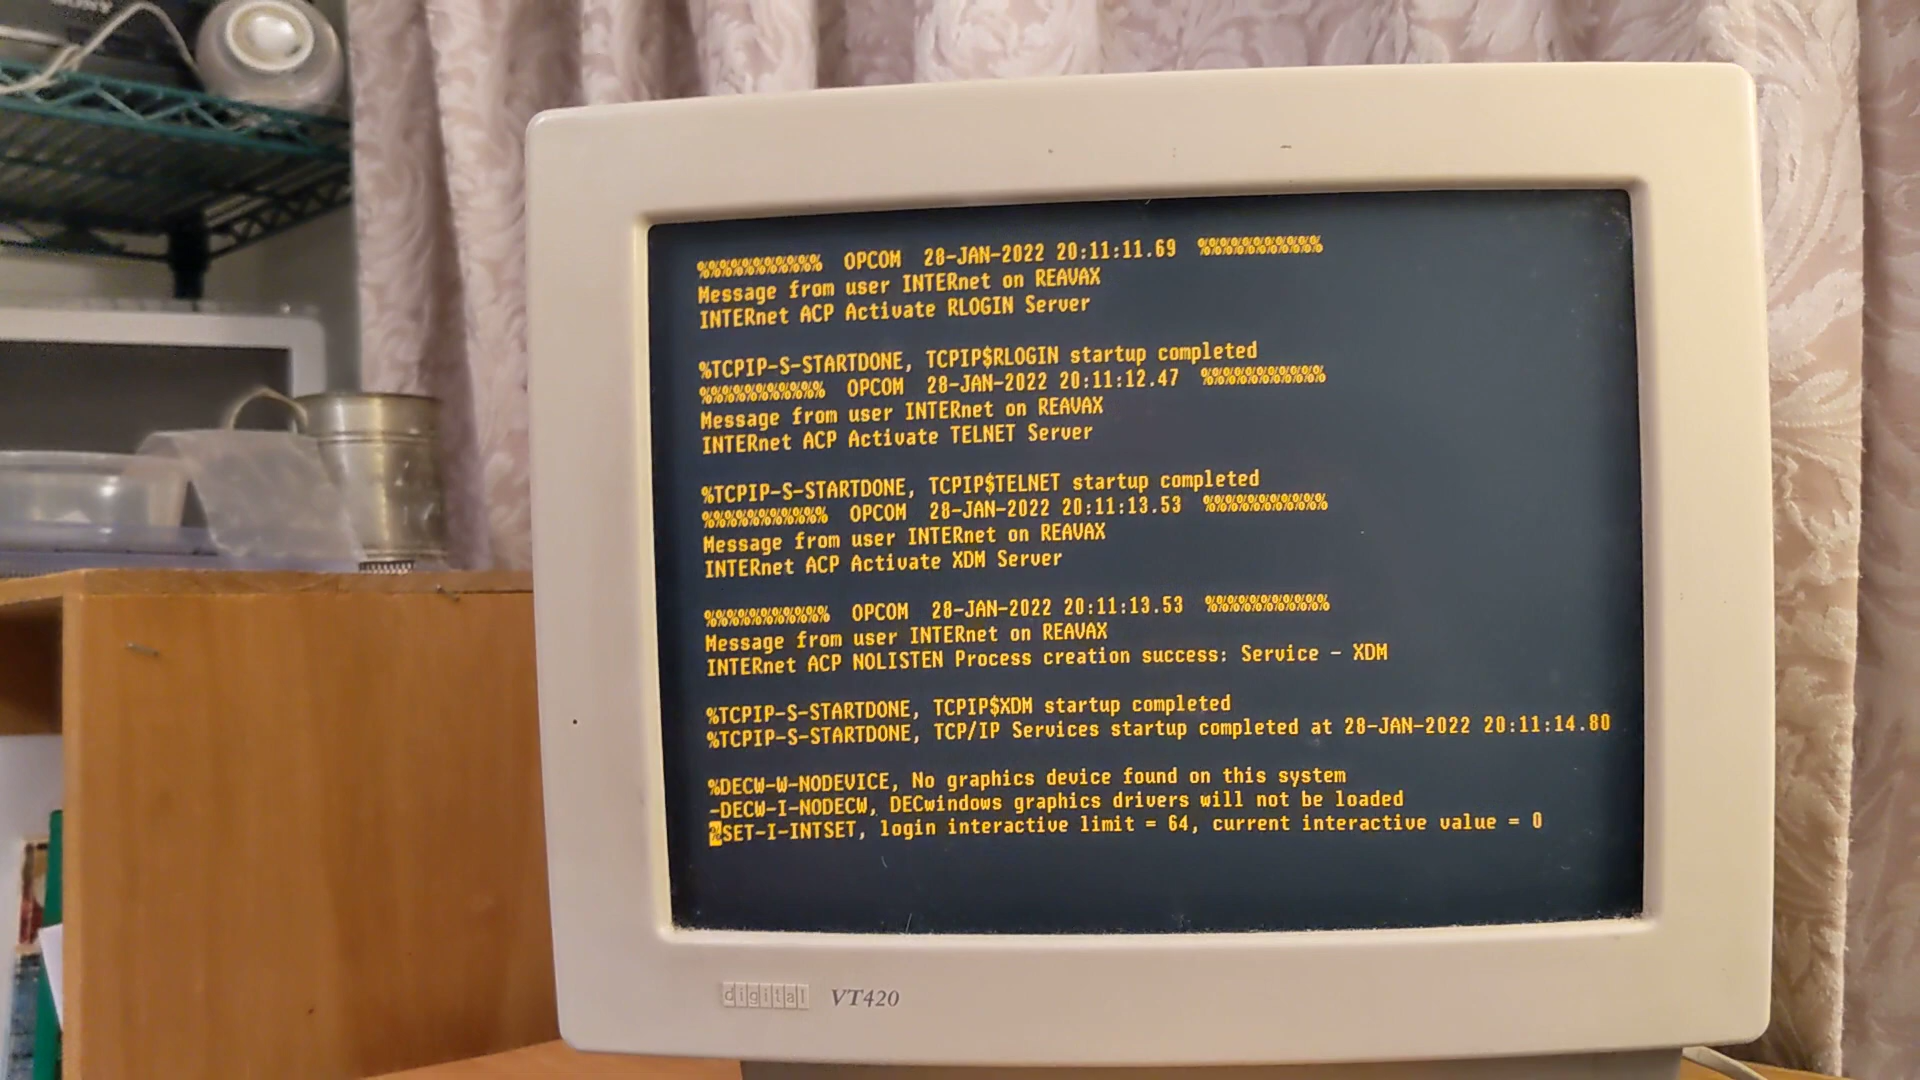 SONY
%%%%%%%%%%%  OPCOM  28-JAN-2022 20:11:11.69  %%%%%%%%%%%
Message from user INTERnet on REAVAX
INTERnet ACP Activate RLOGIN Server
%TCPIP-S-STARTDONE, TCPIP$RLOGIN startup completed
%%%%%%%%%%%  OPCOM  28-JAN-2022 20:11:12.47  %%%%%%%%%%%
Message from user INTERnet on REAVAX
INTERnet ACP Activate TELNET Server
%TCPIP-S-STARTDONE, TCPIP$TELNET startup completed
%%%%%%%%%%%  OPCOM  28-JAN-2022 20:11:13.53  %%%%%%%%%%%
Message from user INTERnet on REAVAX
INTERnet ACP Activate XDM Server
%%%%%%%%%%%  OPCOM  28-JAN-2022 20:11:13.53  %%%%%%%%%%%
Message from user INTERnet on REAVAX
INTERnet ACP NOLISTEN Process creation success: Service - XDM
%TCPIP-S-STARTDONE, TCPIP$XDM startup completed
%TCPIP-S-STARTDONE, TCP/IP Services startup completed at 28-JAN-2022 20:11:14.80
%DECW-W-NODEVICE, No graphics device found on this system
-DECW-I-NODECW, DECwindows graphics drivers will not be loaded
%SET-I-INTSET, login interactive limit = 64, current interactive value = 0
digital VT420